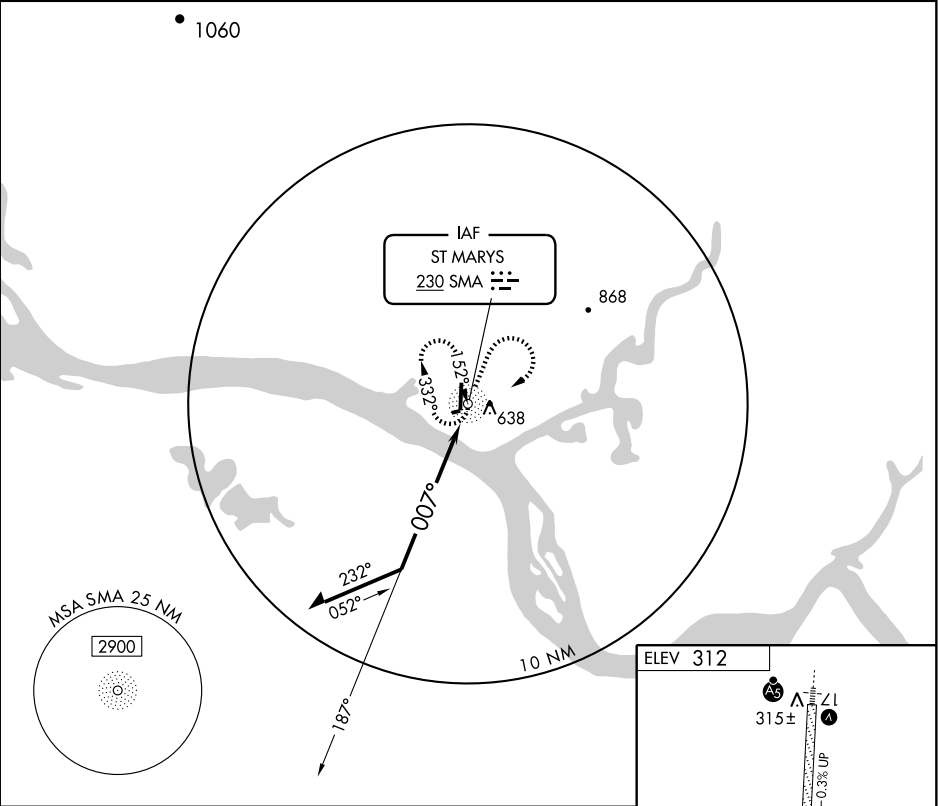 1060
IAF
ST MARYS
230 SMA
868
152°
332°
638
007°
232°
052°
187°
10 NM
MSA SMA 25 NM
2900
ELEV 312
A5
315±
17
V
0.3% UP